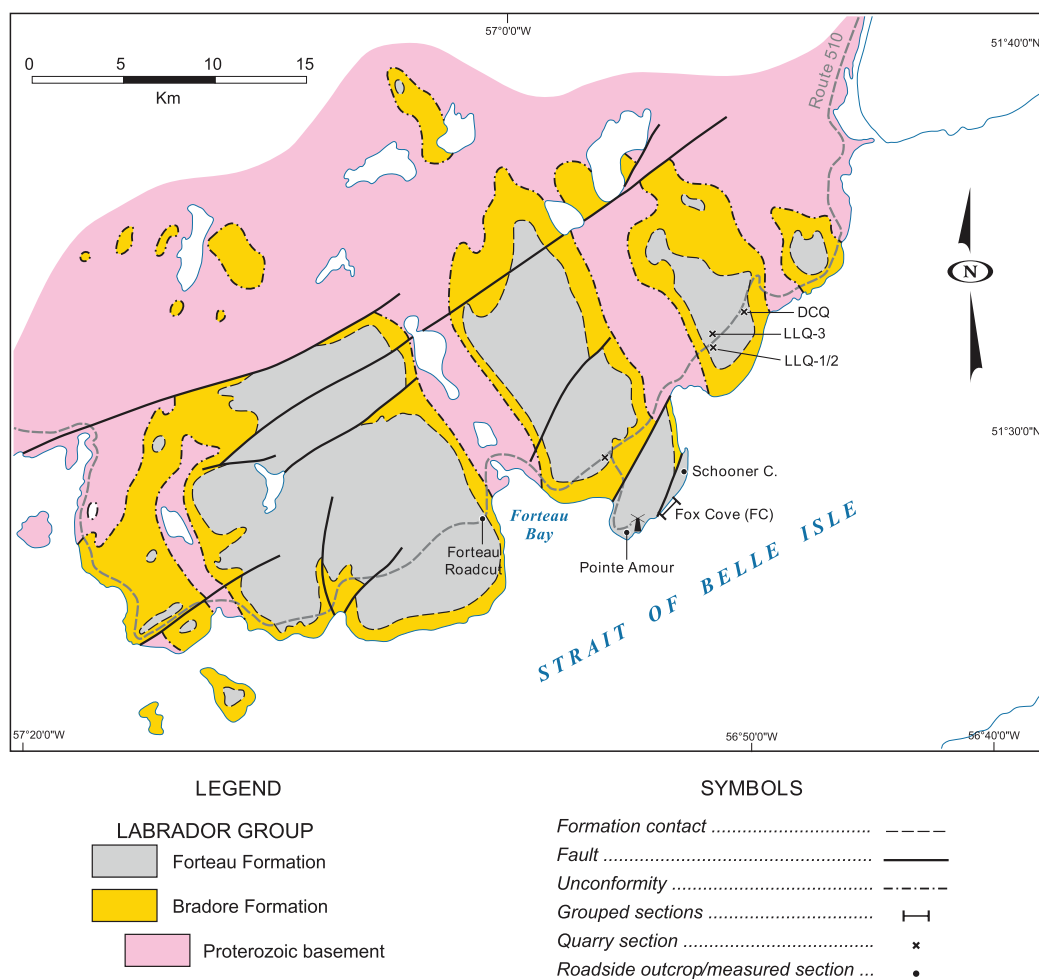 57°0'0"W
51°40'0"N
0 5 10 15
Km
Route 510
N
DCQ
LLQ-3
LLQ-1/2
51°30'0"N
Schooner C.
Fox Cove (FC)
Forteau
Bay
Forteau
Roadcut
Pointe Amour
STRAIT OF BELLE ISLE
57°20'0"W
56°50'0"W
56°40'0"W
LEGEND
LABRADOR GROUP
Forteau Formation
Bradore Formation
Proterozoic basement
SYMBOLS
Formation contact
Fault
Unconformity
Grouped sections
Quarry section
Roadside outcrop/measured section ...